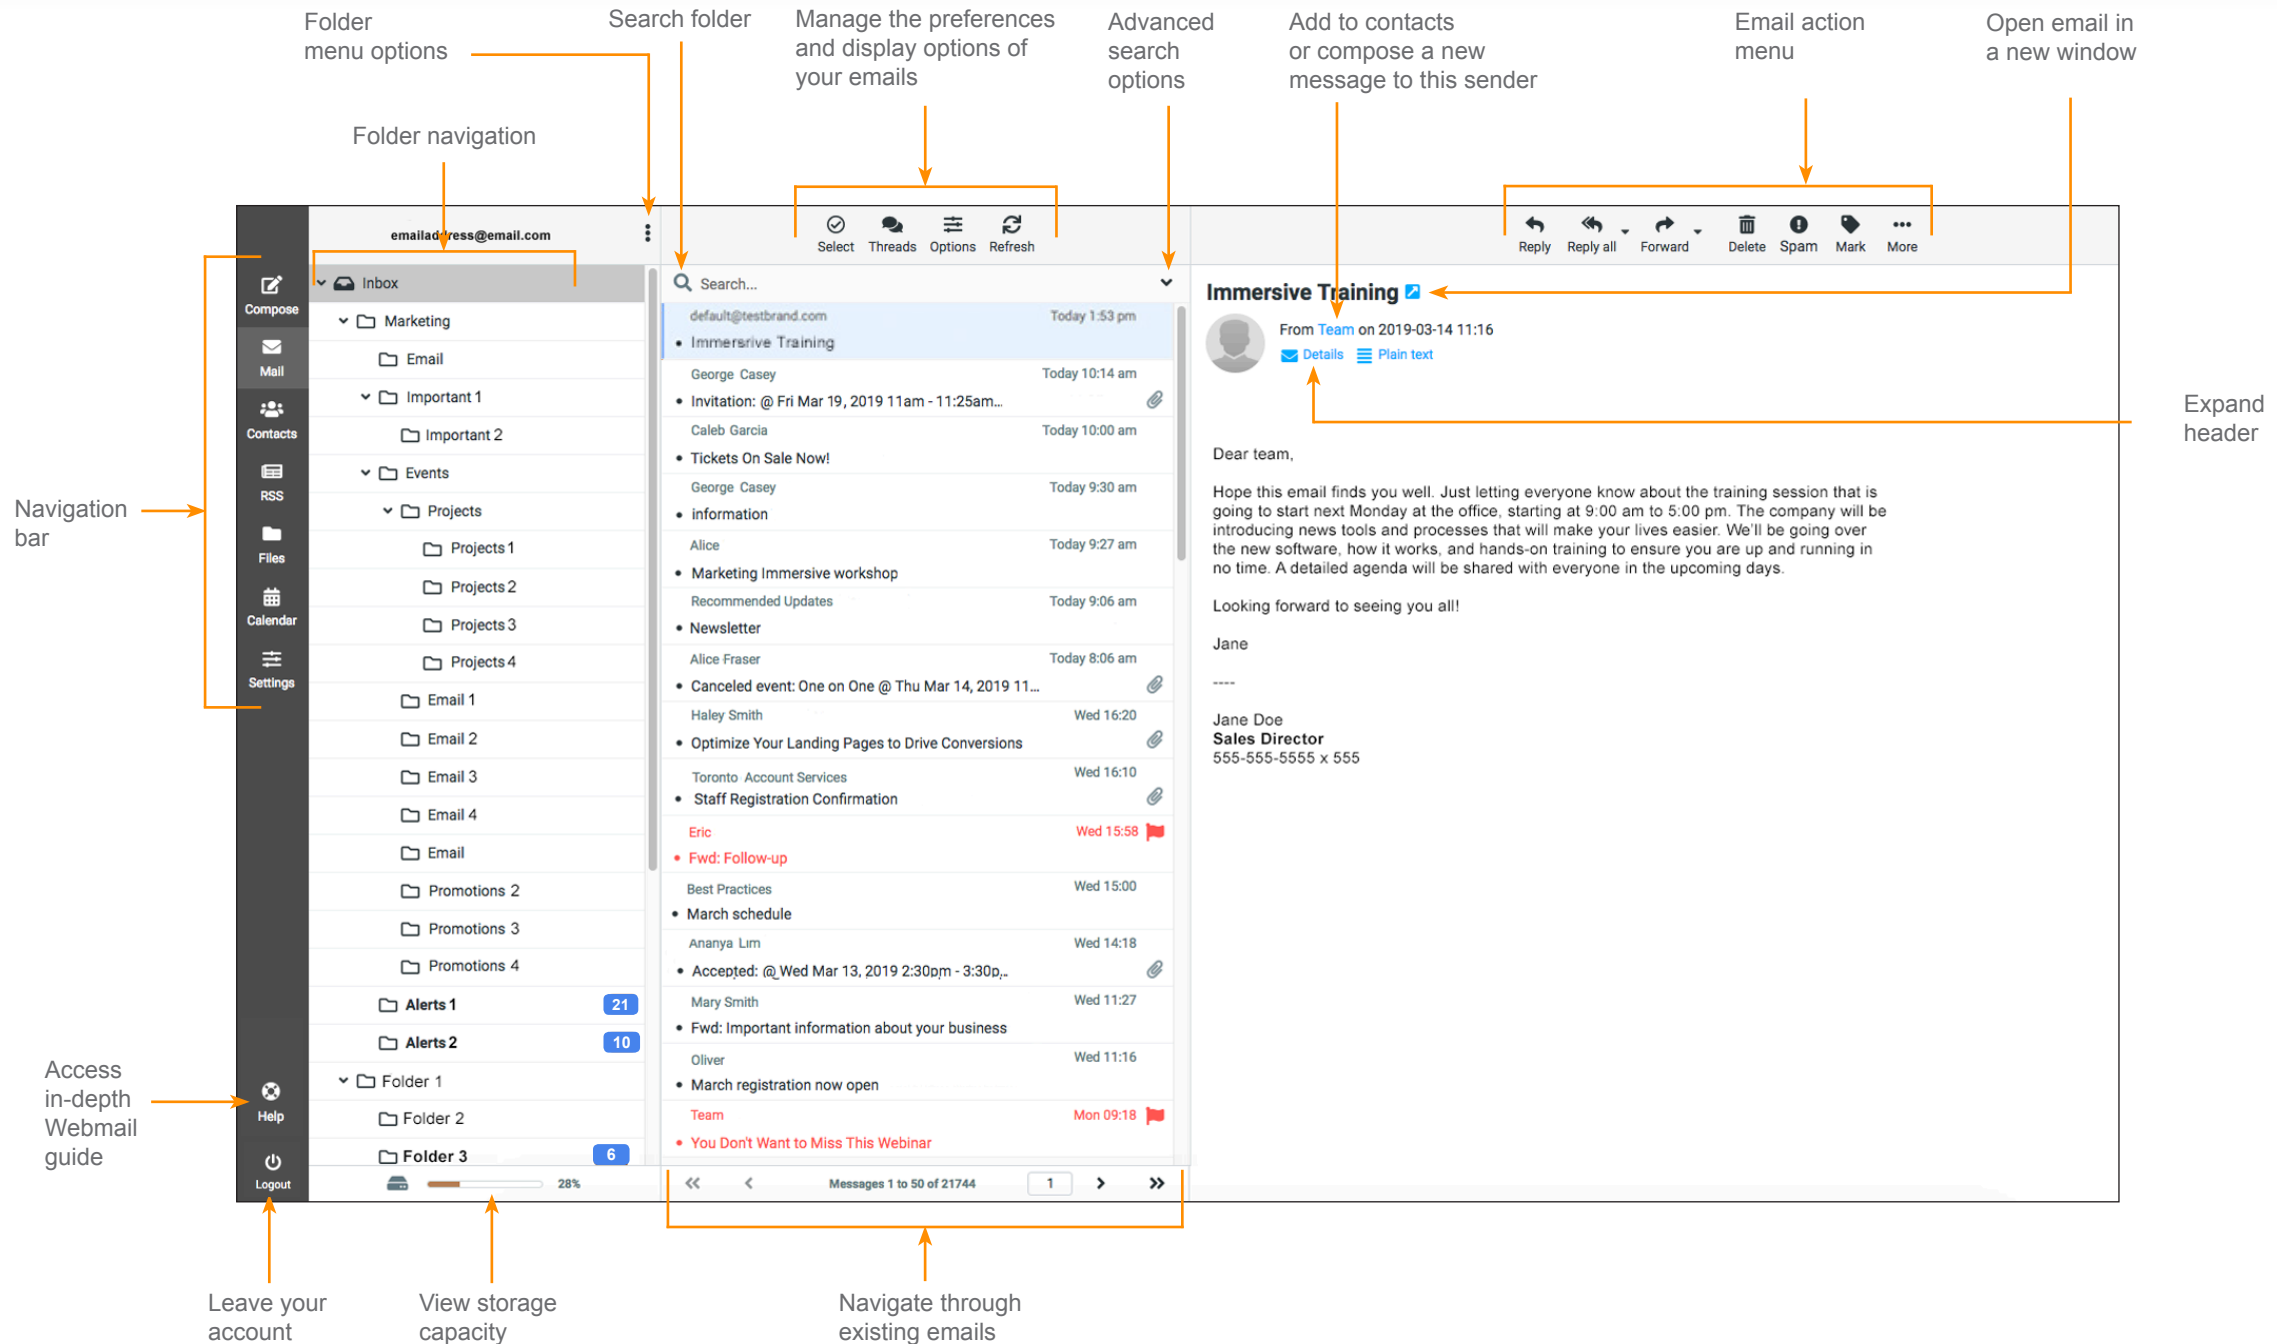 Folder
menu options
Search folder
Manage the preferences
and display options of
your emails
Advanced
search
options
Add to contacts
or compose a new
message to this sender
Email action
menu
Open email in
a new window
Folder navigation
Navigation
bar
Access
in-depth
Webmail
guide
Compose
Mail
Contacts
RSS
Files
Calendar
Settings
Help
Logout
emailaddress@email.com
Inbox
Marketing
Email
Important 1
Important 2
Events
Projects
Projects 1
Projects 2
Projects 3
Projects 4
Email 1
Email 2
Email 3
Email 4
Email
Promotions 2
Promotions 3
Promotions 4
Alerts 1 21
Alerts 2 10
Folder 1
Folder 2
Folder 3 6
28%
Select Threads Options Refresh
Search...
default@testbrand.com Today 1:53 pm
• Immersrive Training
George Casey Today 10:14 am
• Invitation: @ Fri Mar 19, 2019 11am - 11:25am...
Caleb Garcia Today 10:00 am
• Tickets On Sale Now!
George Casey Today 9:30 am
• information
Alice Today 9:27 am
• Marketing Immersive workshop
Recommended Updates Today 9:06 am
• Newsletter
Alice Fraser Today 8:06 am
• Canceled event: One on One @ Thu Mar 14, 2019 11...
Haley Smith Wed 16:20
• Optimize Your Landing Pages to Drive Conversions
Toronto Account Services Wed 16:10
• Staff Registration Confirmation
Eric Wed 15:58
• Fwd: Follow-up
Best Practices Wed 15:00
• March schedule
Ananya Lim Wed 14:18
• Accepted: @ Wed Mar 13, 2019 2:30pm - 3:30p...
Mary Smith Wed 11:27
• Fwd: Important information about your business
Oliver Wed 11:16
• March registration now open
Team Mon 09:18
• You Don't Want to Miss This Webinar
Messages 1 to 50 of 21744 1
Reply Reply all Forward Delete Spam Mark More
Immersive Training
From Team on 2019-03-14 11:16
Details Plain text
Dear team,
Hope this email finds you well. Just letting everyone know about the training session that is
going to start next Monday at the office, starting at 9:00 am to 5:00 pm. The company will be
introducing news tools and processes that will make your lives easier. We'll be going over
the new software, how it works, and hands-on training to ensure you are up and running in
no time. A detailed agenda will be shared with everyone in the upcoming days.
Looking forward to seeing you all!
Jane
----
Jane Doe
Sales Director
555-555-5555 x 555
Expand
header
Leave your
account
View storage
capacity
Navigate through
existing emails